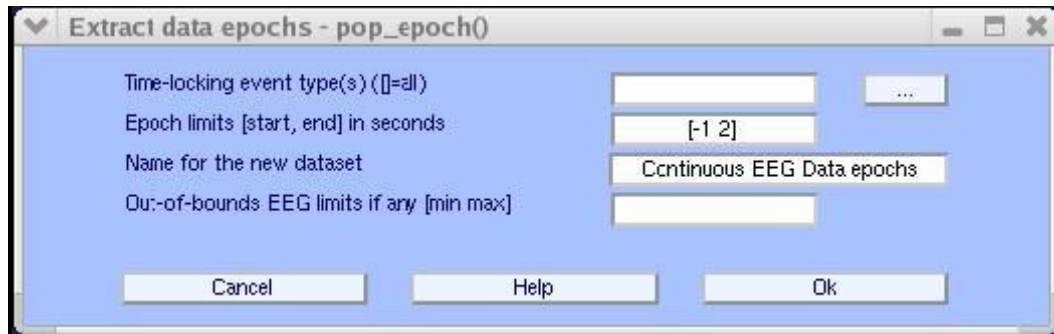 Extract data epochs - pop_epoch()
Time-locking event type(s) ([]=all)
...
Epoch limits [start, end] in seconds
[-1 2]
Name for the new dataset
Continuous EEG Data epochs
Out-of-bounds EEG limits if any [min max]
Cancel
Help
Ok